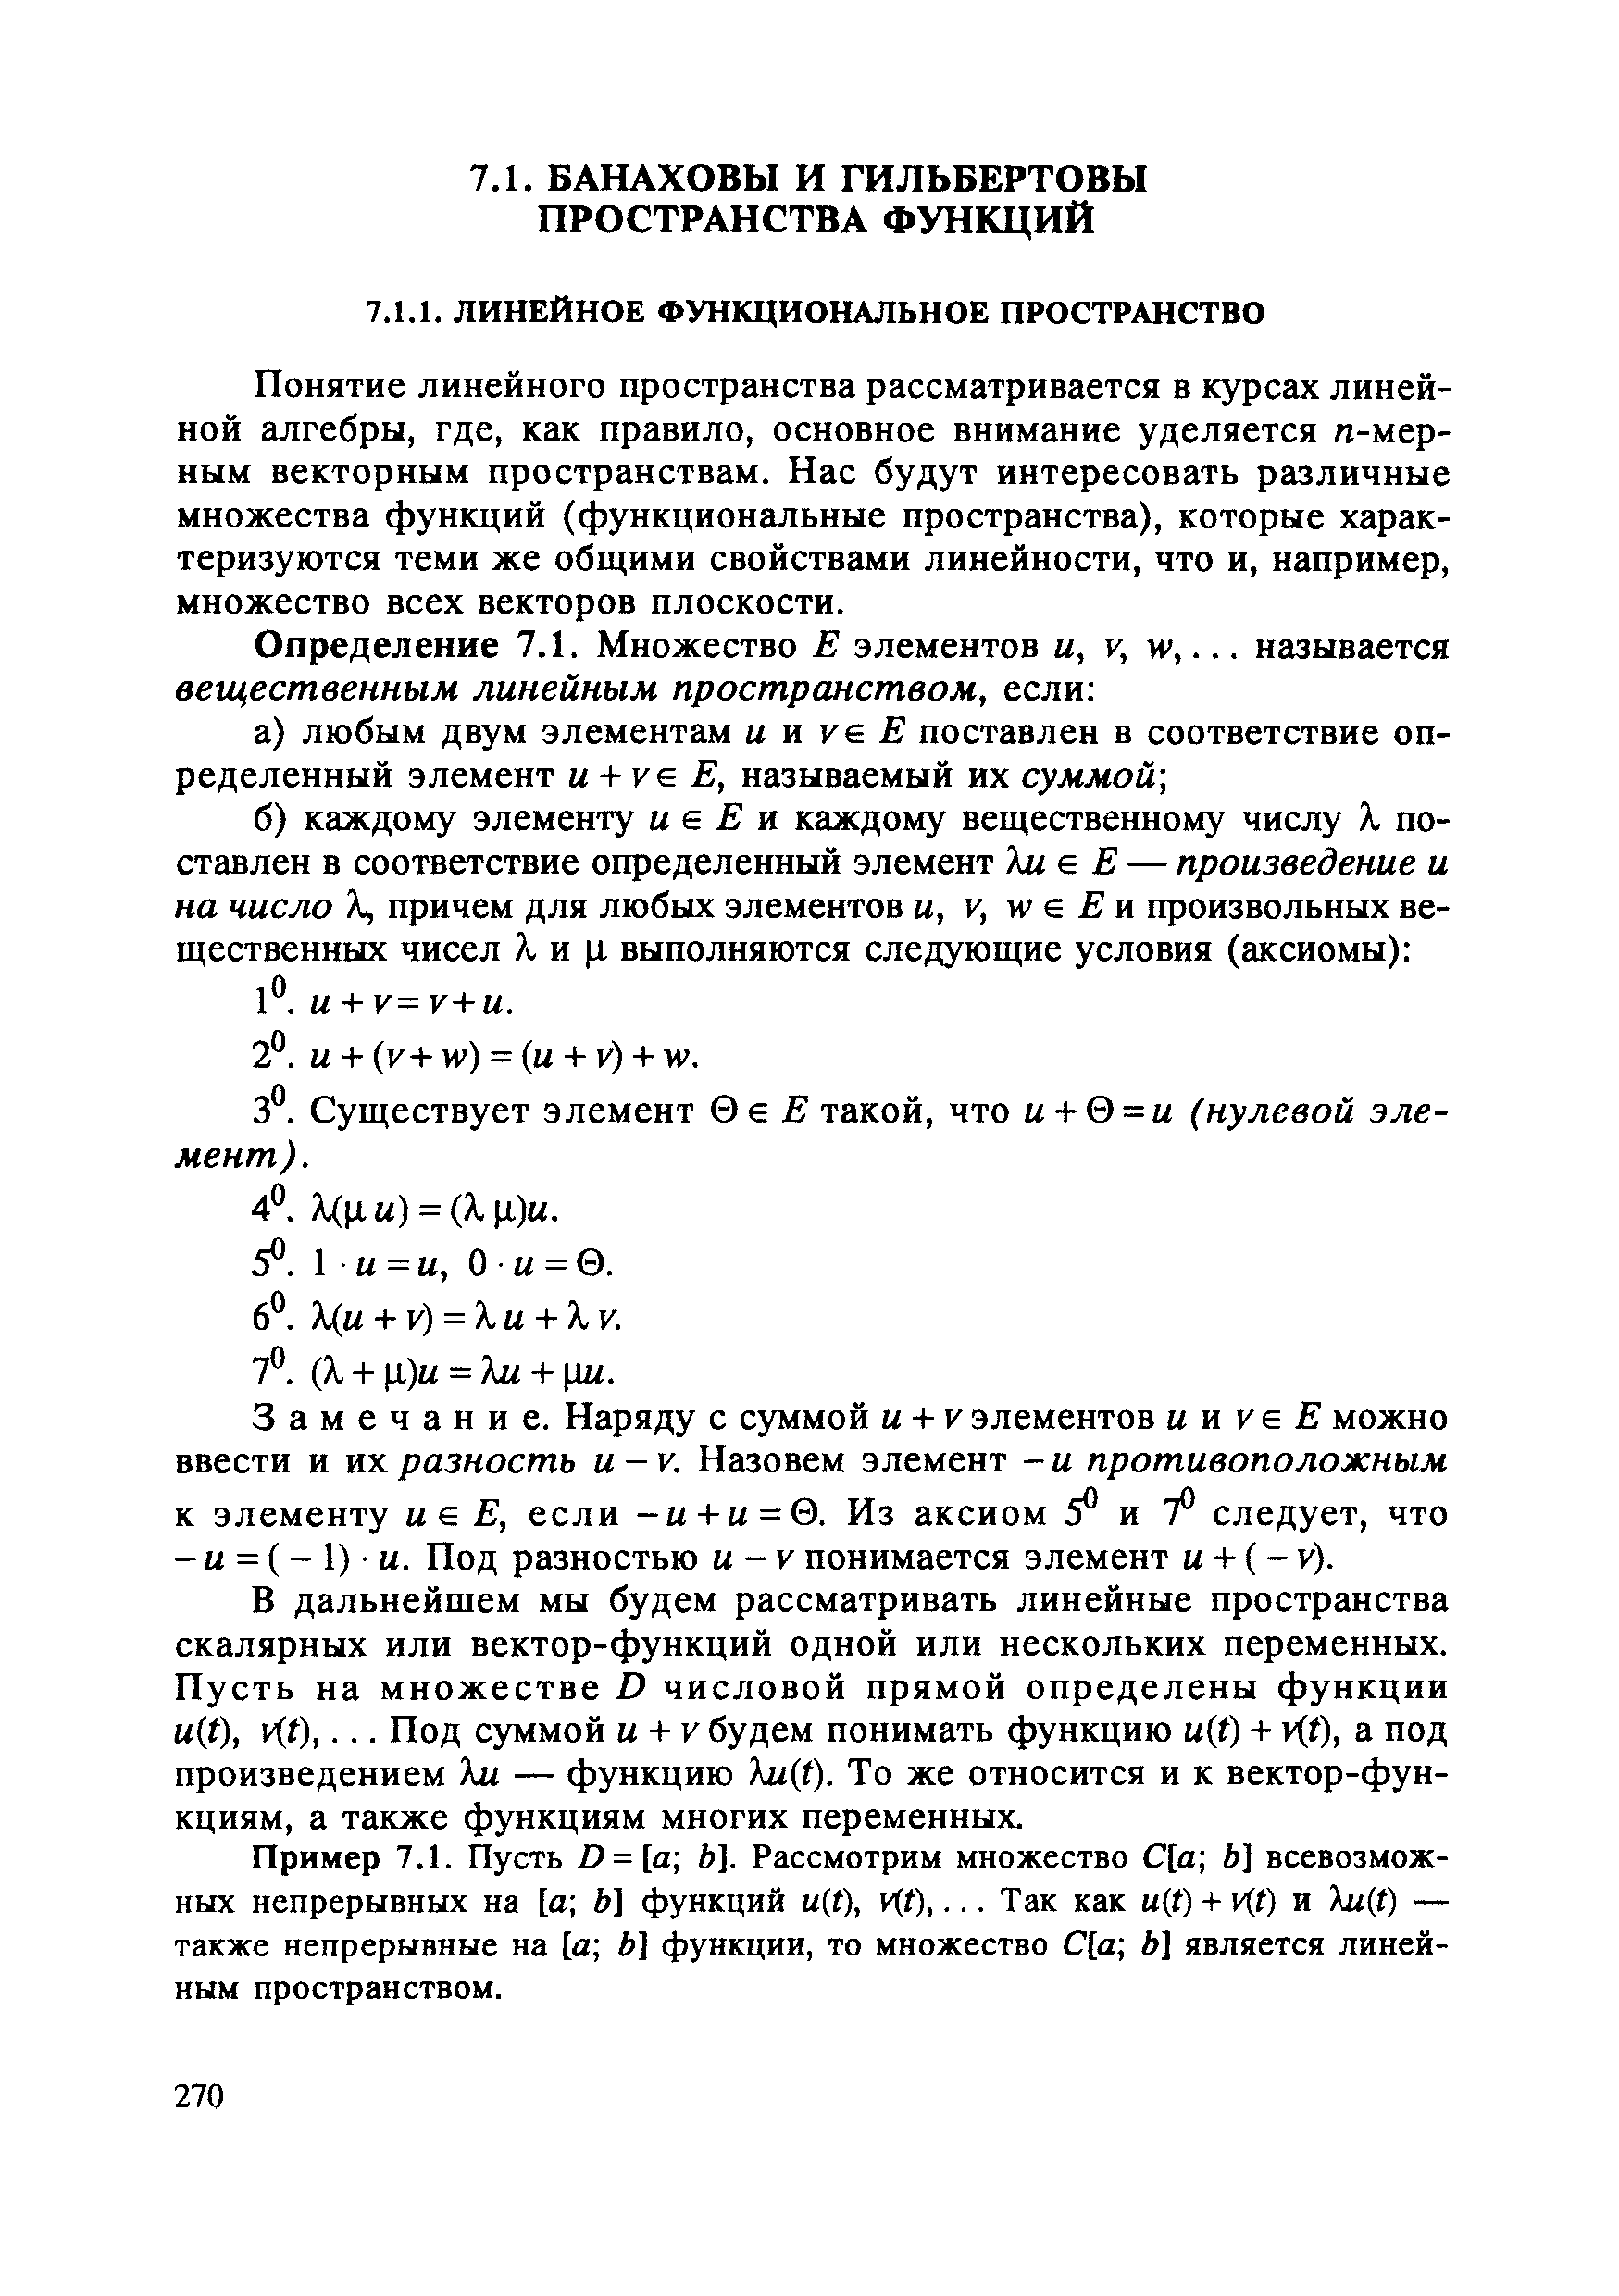 7.1. БАНАХОВЫ И ГИЛЬБЕРТОВЫ
ПРОСТРАНСТВА ФУНКЦИЙ
7.1.1. ЛИНЕЙНОЕ ФУНКЦИОНАЛЬНОЕ ПРОСТРАНСТВО
Понятие линейного пространства рассматривается в курсах линей-
ной алгебры, где, как правило, основное внимание уделяется n-мер-
ным векторным пространствам. Нас будут интересовать различные
множества функций (функциональные пространства), которые харак-
теризуются теми же общими свойствами линейности, что и, например,
множество всех векторов плоскости.
Определение 7.1. Множество E элементов u, v, w,... называется
вещественным линейным пространством, если:
а) любым двум элементам u и v ∈ E поставлен в соответствие оп-
ределенный элемент u + v ∈ E, называемый их суммой;
б) каждому элементу u ∈ E и каждому вещественному числу λ по-
ставлен в соответствие определенный элемент λu ∈ E — произведение u
на число λ, причем для любых элементов u, v, w ∈ E и произвольных ве-
щественных чисел λ и μ выполняются следующие условия (аксиомы):
1⁰. u + v = v + u.
2⁰. u + (v + w) = (u + v) + w.
3⁰. Существует элемент Θ ∈ E такой, что u + Θ = u (нулевой эле-
мент).
4⁰. λ(μ u) = (λ μ)u.
5⁰. 1 · u = u, 0 · u = Θ.
6⁰. λ(u + v) = λ u + λ v.
7⁰. (λ + μ)u = λu + μu.
З а м е ч а н и е. Наряду с суммой u + v элементов u и v ∈ E можно
ввести и их разность u − v. Назовем элемент − u противоположным
к элементу u ∈ E, если − u + u = Θ. Из аксиом 5⁰ и 7⁰ следует, что
− u = ( − 1) · u. Под разностью u − v понимается элемент u + ( − v).
В дальнейшем мы будем рассматривать линейные пространства
скалярных или вектор-функций одной или нескольких переменных.
Пусть на множестве D числовой прямой определены функции
u(t), v(t),... Под суммой u + v будем понимать функцию u(t) + v(t), а под
произведением λu — функцию λu(t). То же относится и к вектор-фун-
кциям, а также функциям многих переменных.
Пример 7.1. Пусть D = [a; b]. Рассмотрим множество C[a; b] всевозмож-
ных непрерывных на [a; b] функций u(t), v(t),... Так как u(t) + v(t) и λu(t) —
также непрерывные на [a; b] функции, то множество C[a; b] является линей-
ным пространством.
270